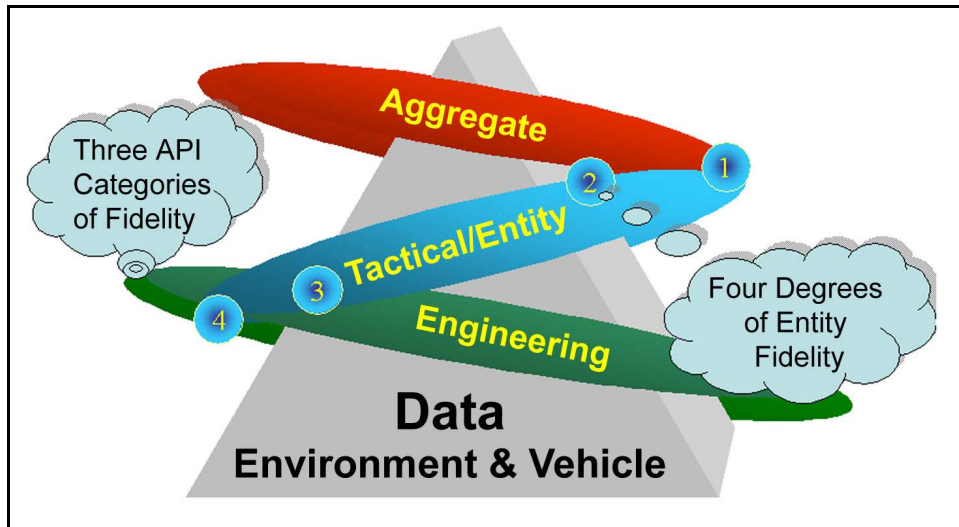 Aggregate
Three API
Categories
of Fidelity
1
2
Tactical/Entity
3
4
Engineering
Four Degrees
of Entity
Fidelity
Data
Environment & Vehicle